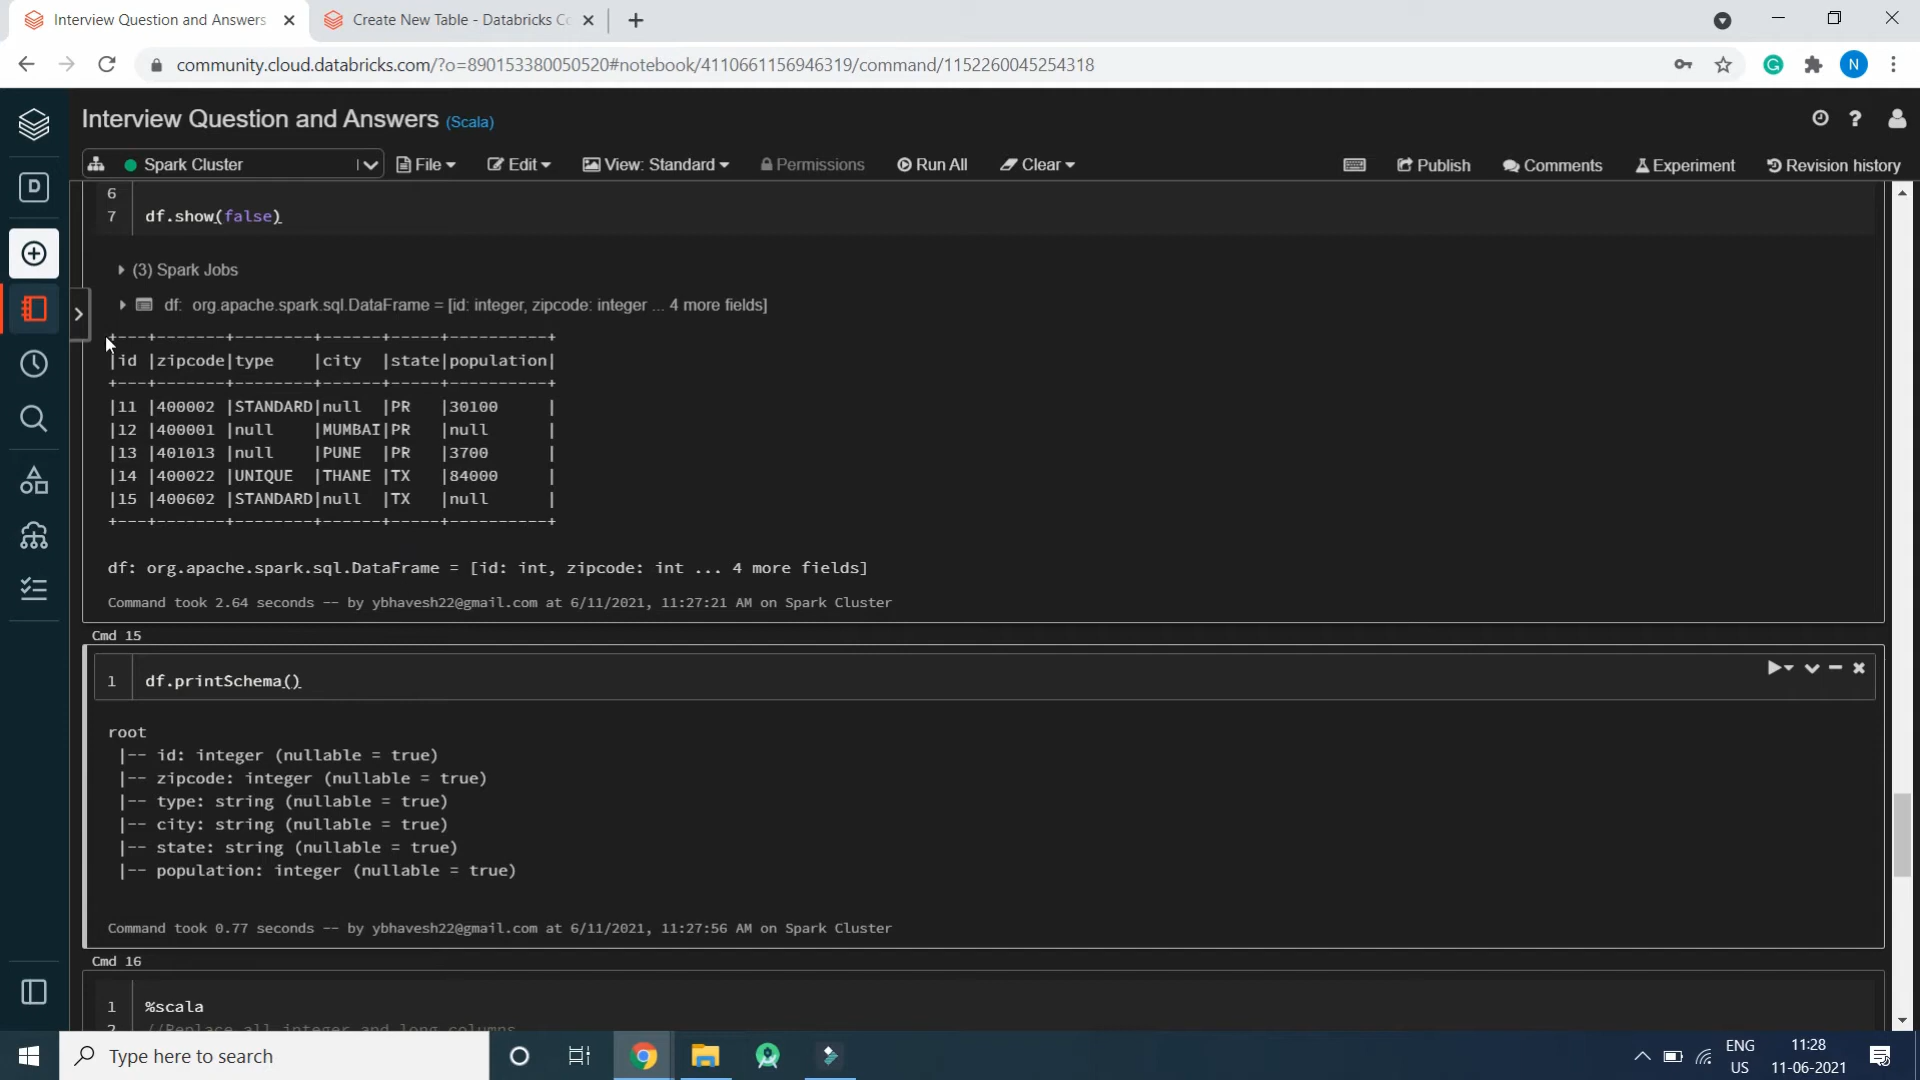 Interview Question and Answers
Create New Table - Databricks Co
community.cloud.databricks.com/?o=890153380050520#notebook/4110661156946319/command/1152260045254318
N
Interview Question and Answers (Scala)
Spark Cluster
File
Edit
View: Standard
Permissions
Run All
Clear
Publish
Comments
Experiment
Revision history
D
6
7 df.show(false)
(3) Spark Jobs
df: org.apache.spark.sql.DataFrame = [id: integer, zipcode: integer ... 4 more fields]
+---+-------+--------+------+-----+----------+
|id |zipcode|type    |city  |state|population|
+---+-------+--------+------+-----+----------+
|11 |400002 |STANDARD|null  |PR   |30100     |
|12 |400001 |null    |MUMBAI|PR   |null      |
|13 |401013 |null    |PUNE  |PR   |3700      |
|14 |400022 |UNIQUE  |THANE |TX   |84000     |
|15 |400602 |STANDARD|null  |TX   |null      |
+---+-------+--------+------+-----+----------+
df: org.apache.spark.sql.DataFrame = [id: int, zipcode: int ... 4 more fields]
Command took 2.64 seconds -- by ybhavesh22@gmail.com at 6/11/2021, 11:27:21 AM on Spark Cluster
Cmd 15
1 df.printSchema()
root
|-- id: integer (nullable = true)
|-- zipcode: integer (nullable = true)
|-- type: string (nullable = true)
|-- city: string (nullable = true)
|-- state: string (nullable = true)
|-- population: integer (nullable = true)
Command took 0.77 seconds -- by ybhavesh22@gmail.com at 6/11/2021, 11:27:56 AM on Spark Cluster
Cmd 16
1 %scala
2 //Replace all integer and long columns
Type here to search
ENG
US
11:28
11-06-2021